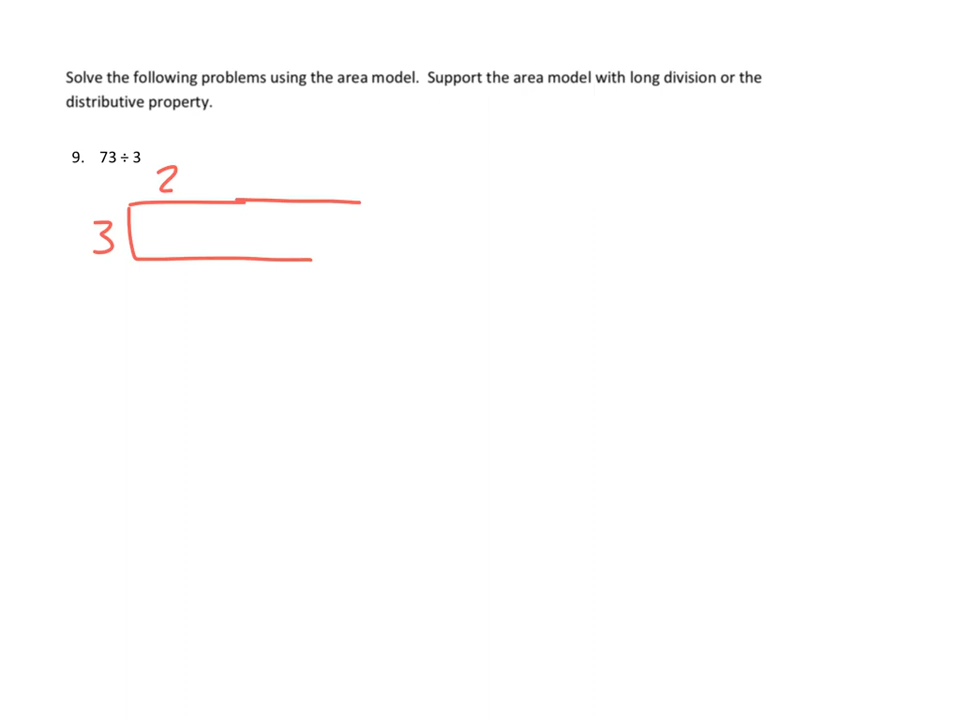 Solve the following problems using the area model.  Support the area model with long division or the
distributive property.
9.  73 ÷ 3
2
3